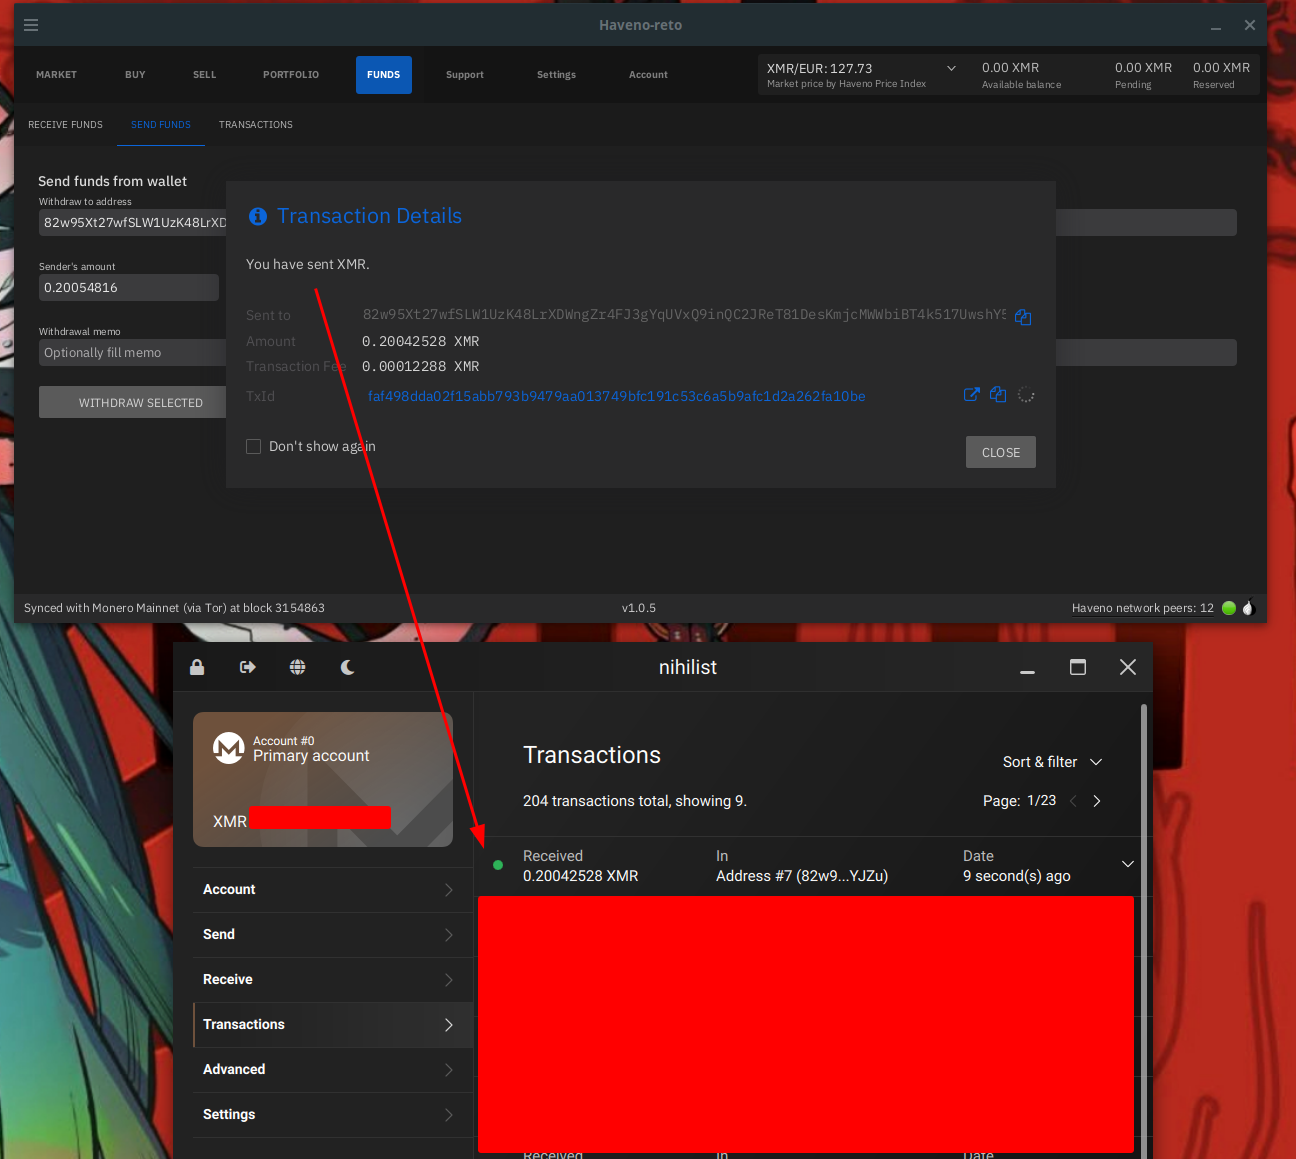 Haveno-reto
MARKET BUY SELL PORTFOLIO FUNDS Support Settings Account
XMR/EUR: 127.73
Market price by Haveno Price Index
0.00 XMR
Available balance
0.00 XMR
Pending
0.00 XMR
Reserved
RECEIVE FUNDS SEND FUNDS TRANSACTIONS
Send funds from wallet
Withdraw to address
82w95Xt27wfSLW1UzK48LrXD
Sender's amount
0.20054816
Withdrawal memo
Optionally fill memo
WITHDRAW SELECTED
Transaction Details
You have sent XMR.
Sent to 82w95Xt27wfSLW1UzK48LrXDWngZr4FJ3gYqUVxQ9inQC2JReT81DesKmjcMWWbiBT4k517UwshY5
Amount 0.20042528 XMR
Transaction Fee 0.00012288 XMR
TxId faf498dda02f15abb793b9479aa013749bfc191c53c6a5b9afc1d2a262fa10be
Don't show again
CLOSE
Synced with Monero Mainnet (via Tor) at block 3154863 v1.0.5 Haveno network peers: 12
nihilist
Account #0
Primary account
XMR
Account
Send
Receive
Transactions
Advanced
Settings
Transactions
Sort & filter
204 transactions total, showing 9.
Page: 1/23
Received In Date
0.20042528 XMR Address #7 (82w9...YJZu) 9 second(s) ago
Received In Date